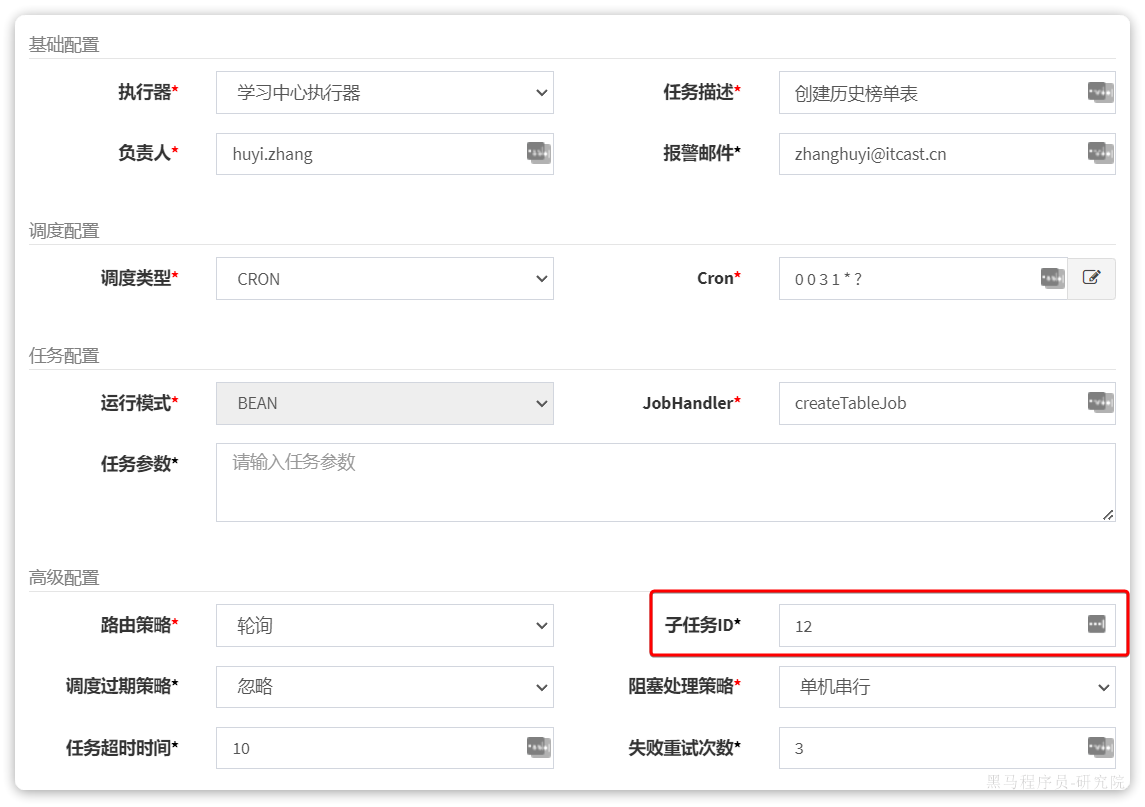 基础配置
执行器* 学习中心执行器 任务描述* 创建历史榜单表
负责人* huyi.zhang 报警邮件* zhanghuyi@itcast.cn
调度配置
调度类型* CRON Cron* 0 0 3 1 * ?
任务配置
运行模式* BEAN JobHandler* createTableJob
任务参数* 请输入任务参数
高级配置
路由策略* 轮询 子任务ID* 12
调度过期策略* 忽略 阻塞处理策略* 单机串行
任务超时时间* 10 失败重试次数* 3
黑马程序员-研究院